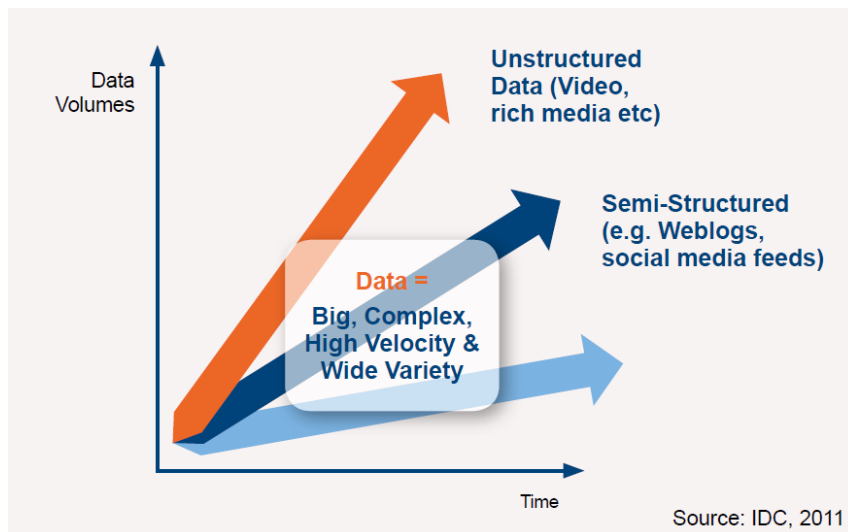 Data
Volumes
Unstructured
Data (Video,
rich media etc)
Semi-Structured
(e.g. Weblogs,
social media feeds)
Data =
Big, Complex,
High Velocity &
Wide Variety
Time
Source: IDC, 2011